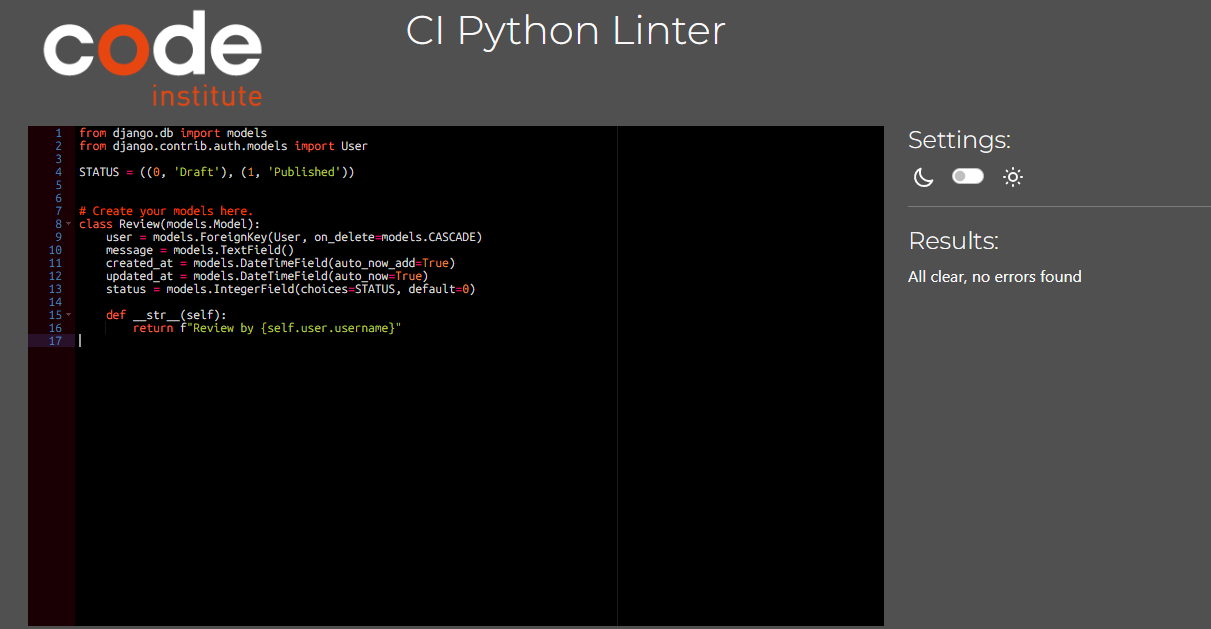 code
institute
CI Python Linter
1 from django.db import models
2 from django.contrib.auth.models import User
3
4 STATUS = ((0, 'Draft'), (1, 'Published'))
5
6
7 # Create your models here.
8 class Review(models.Model):
9     user = models.ForeignKey(User, on_delete=models.CASCADE)
10     message = models.TextField()
11     created_at = models.DateTimeField(auto_now_add=True)
12     updated_at = models.DateTimeField(auto_now=True)
13     status = models.IntegerField(choices=STATUS, default=0)
14
15     def __str__(self):
16         return f"Review by {self.user.username}"
17
Settings:
Results:
All clear, no errors found